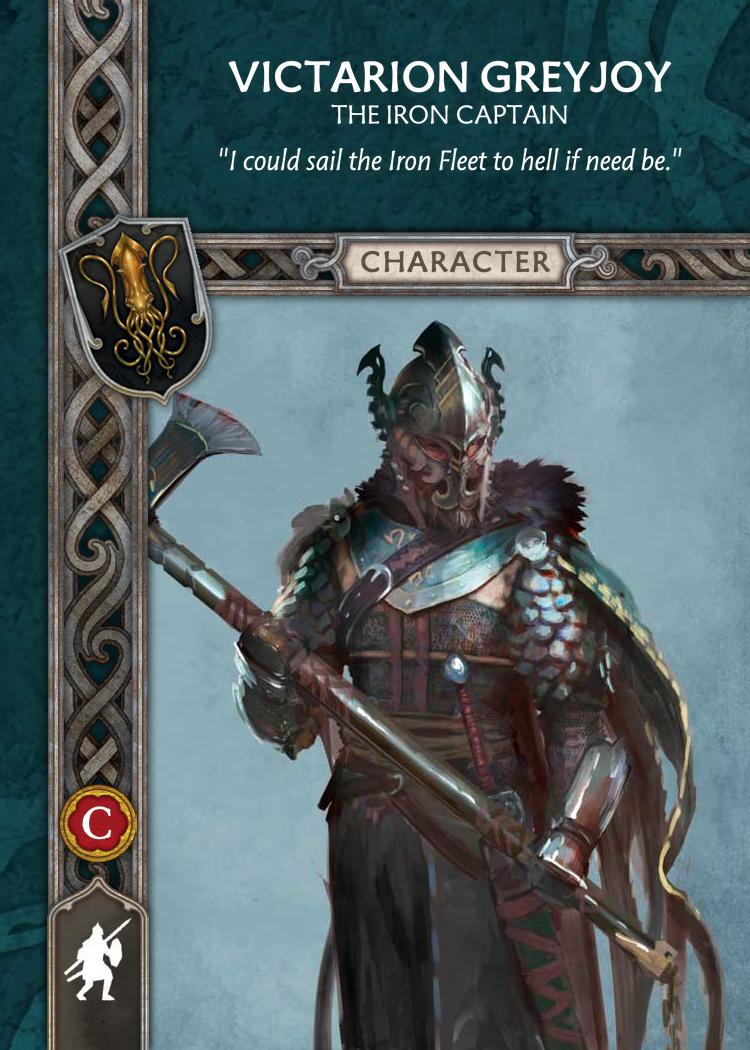 VICTARION GREYJOY
THE IRON CAPTAIN
"I could sail the Iron Fleet to hell if need be."
CHARACTER
C